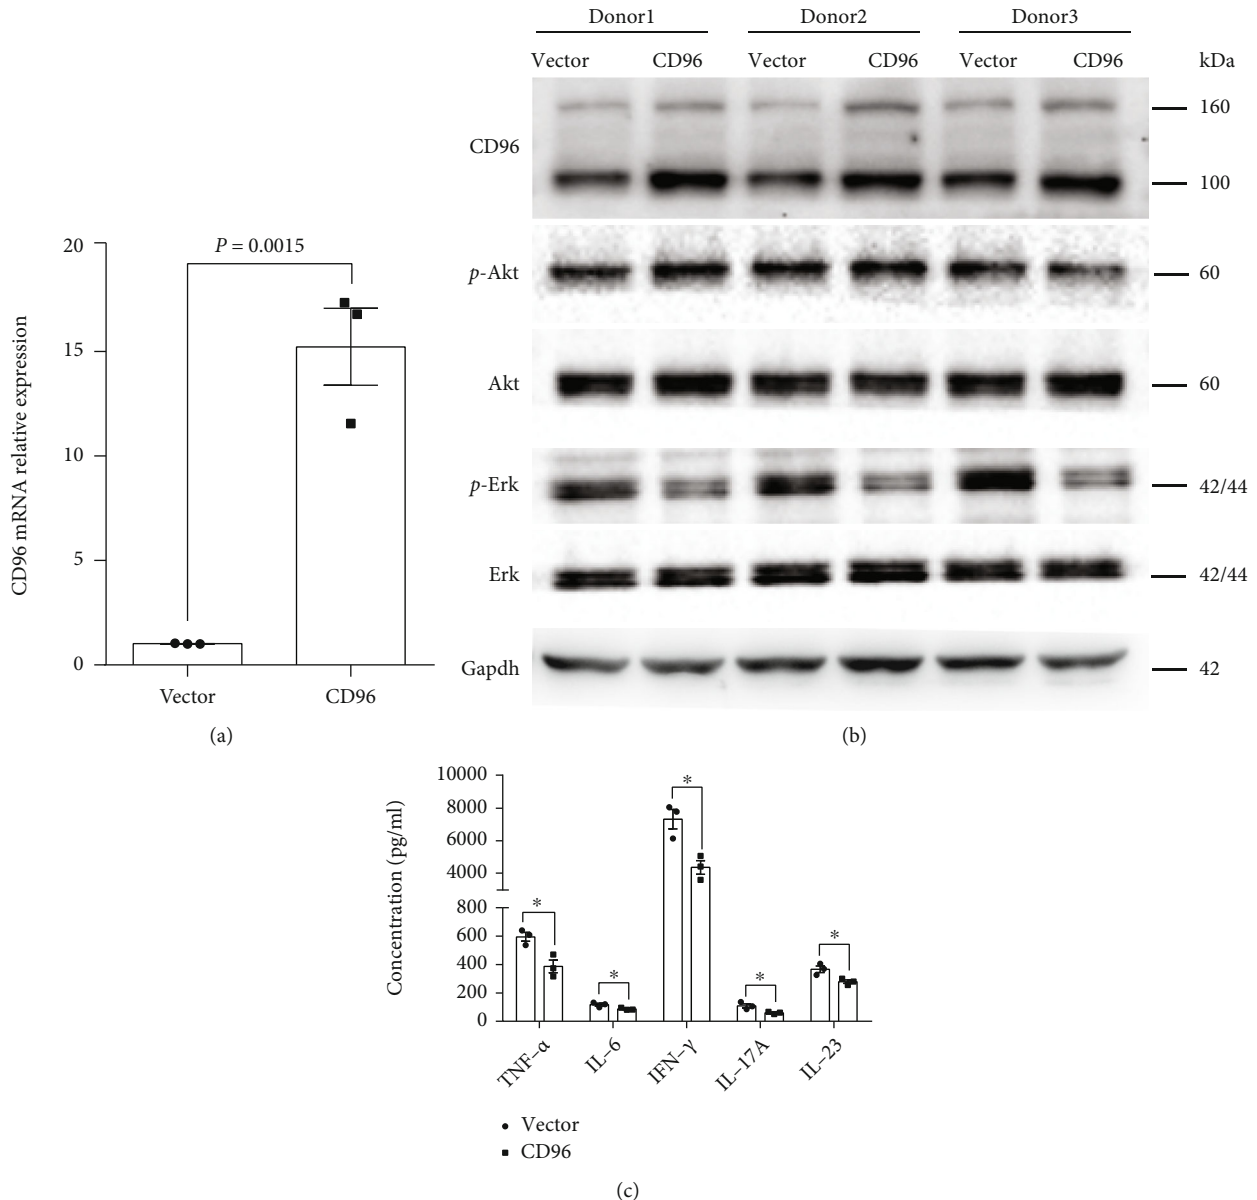 Donor1 Donor2 Donor3
Vector CD96 Vector CD96 Vector CD96 kDa
CD96 160
100
p-Akt 60
Akt 60
p-Erk 42/44
Erk 42/44
Gapdh 42
(b)
CD96 mRNA relative expression
20
15
10
5
0
P = 0.0015
Vector CD96
(a)
Concentration (pg/ml)
10000
8000
6000
4000
800
600
400
200
0
* * * * *
TNF-α IL-6 IFN-γ IL-17A IL-23
Vector
CD96
(c)